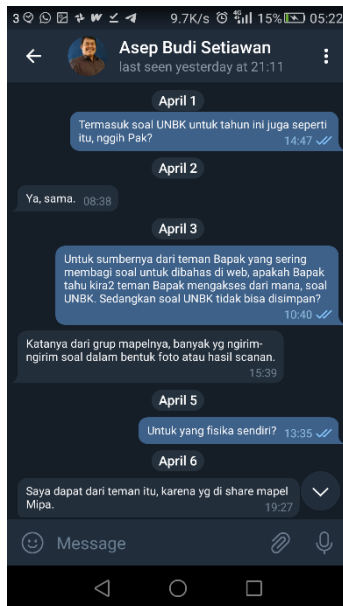 3 9.7K/s 4G 15% 05:22
Asep Budi Setiawan
last seen yesterday at 21:11
April 1
Termasuk soal UNBK untuk tahun ini juga seperti
itu, nggih Pak?
14:47
April 2
Ya, sama. 08:38
April 3
Untuk sumbernya dari teman Bapak yang sering
membagi soal untuk dibahas di web, apakah Bapak
tahu kira2 teman Bapak mengakses dari mana, soal
UNBK. Sedangkan soal UNBK tidak bisa disimpan?
10:40
Katanya dari grup mapelnya, banyak yg ngirim-
ngirim soal dalam bentuk foto atau hasil scanan.
15:39
April 5
Untuk yang fisika sendiri? 13:35
April 6
Saya dapat dari teman itu, karena yg di share mapel
Mipa.
19:27
Message